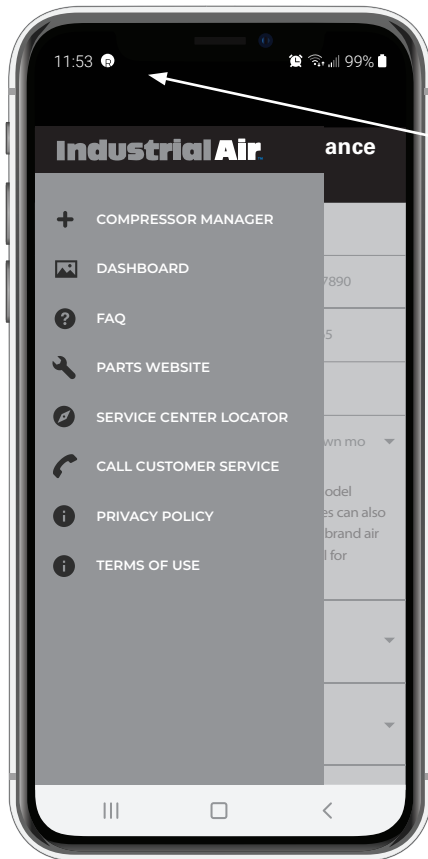 11:53 R 99%
IndustrialAir™ ance
COMPRESSOR MANAGER
7890
DASHBOARD
FAQ
PARTS WEBSITE
SERVICE CENTER LOCATOR
wn mo
CALL CUSTOMER SERVICE
odel
PRIVACY POLICY
es can also
brand air
l for
TERMS OF USE